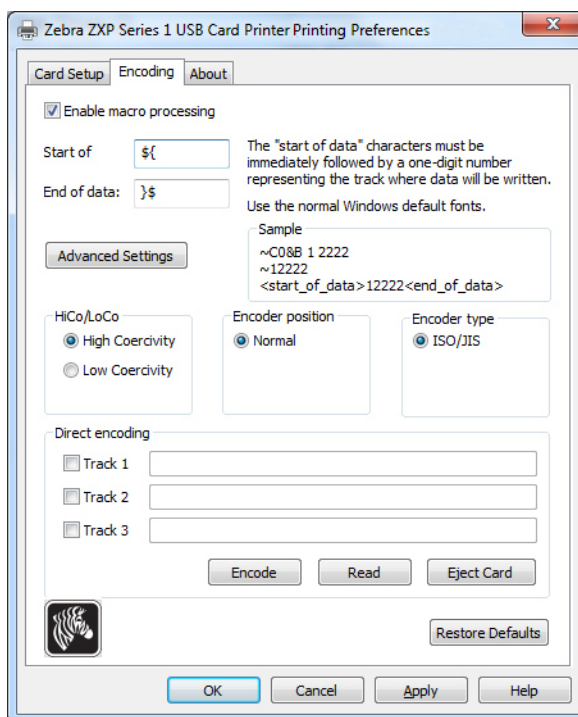 Zebra ZXP Series 1 USB Card Printer Printing Preferences
Card Setup Encoding About
Enable macro processing
Start of ${
The "start of data" characters must be
immediately followed by a one-digit number
representing the track where data will be written.
End of data: }$
Use the normal Windows default fonts.
Advanced Settings
Sample
~C0&B 1 2222
~12222
<start_of_data>12222<end_of_data>
HiCo/LoCo Encoder position Encoder type
High Coercivity Normal ISO/JIS
Low Coercivity
Direct encoding
Track 1
Track 2
Track 3
Encode Read Eject Card
Restore Defaults
OK Cancel Apply Help